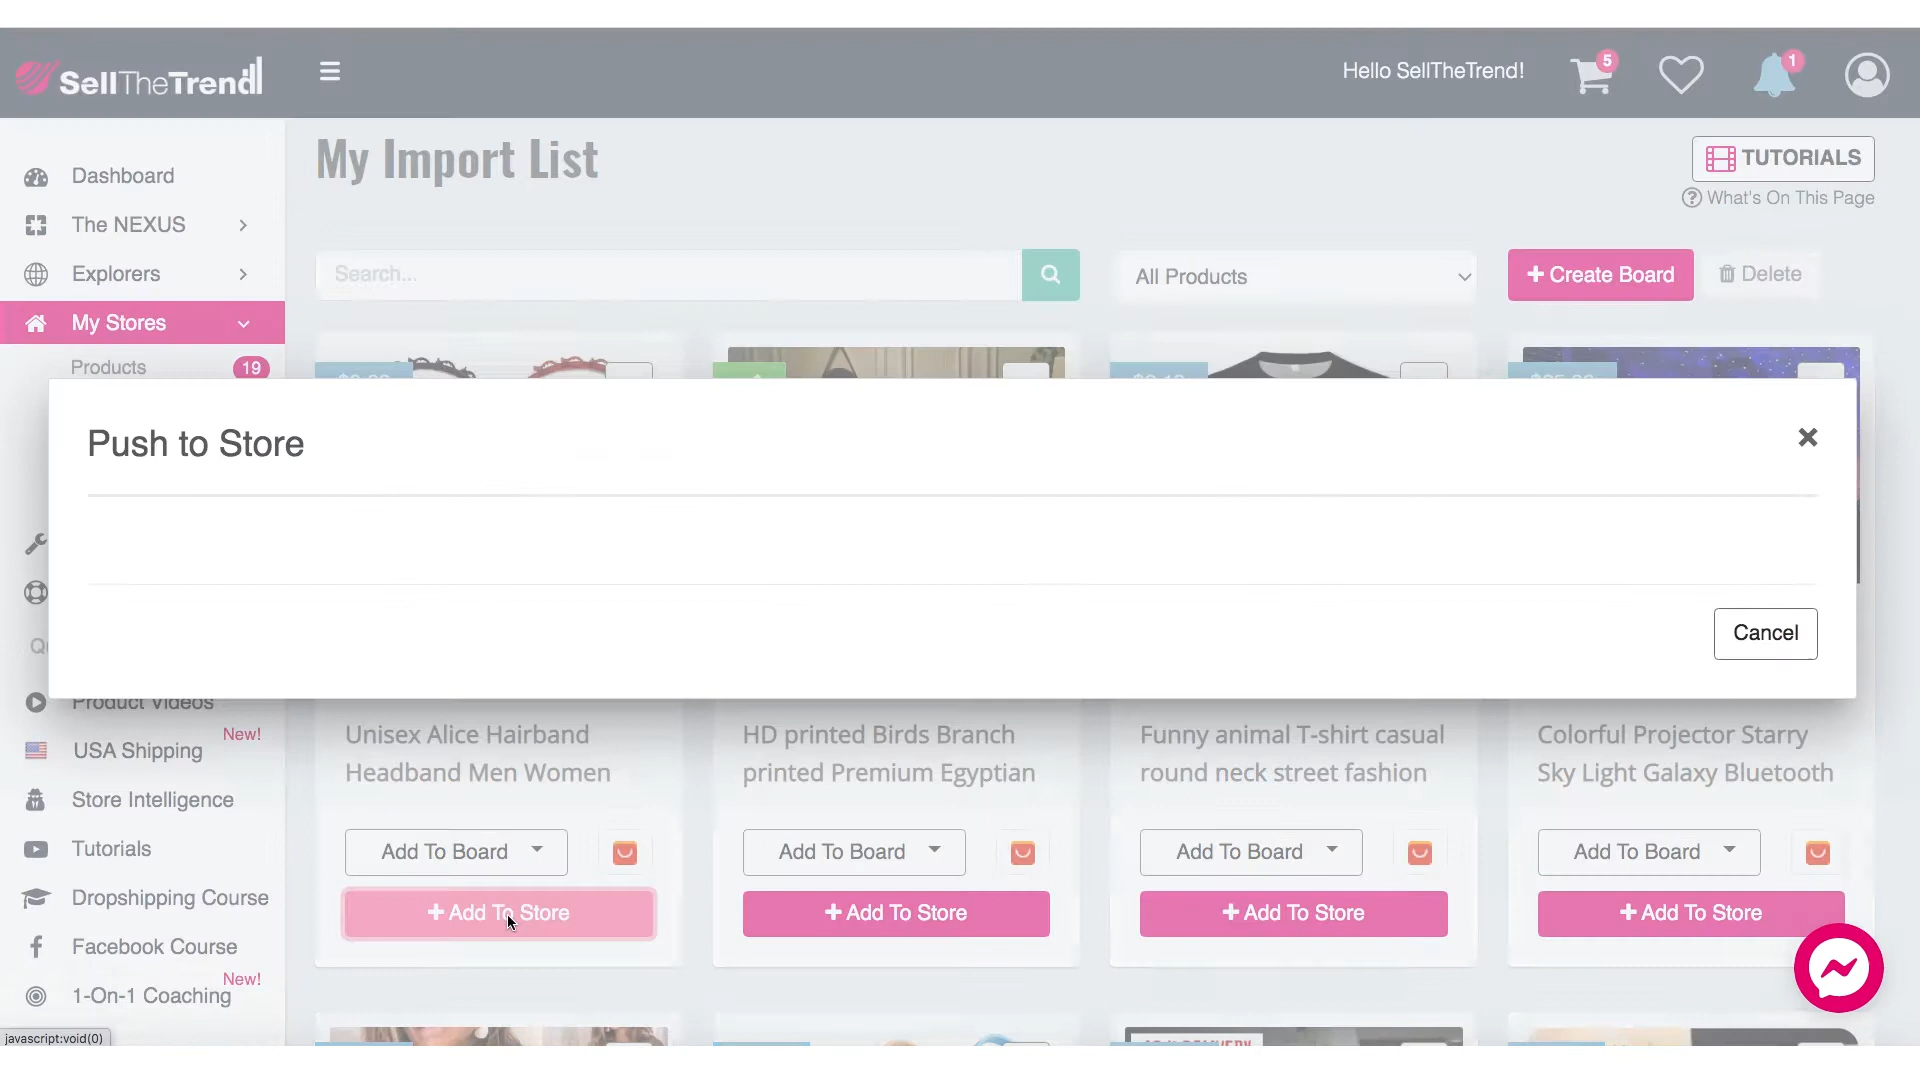 SellTheTrend
Hello SellTheTrend!
5
1
My Import List
TUTORIALS
What's On This Page
Dashboard
The NEXUS
Explorers
My Stores
Products
19
Search...
All Products
Create Board
Delete
Push to Store
Cancel
Product Videos
New!
USA Shipping
Store Intelligence
Tutorials
Dropshipping Course
Facebook Course
New!
1-On-1 Coaching
Unisex Alice Hairband
Headband Men Women
Add To Board
Add To Store
HD printed Birds Branch
printed Premium Egyptian
Add To Board
Add To Store
Funny animal T-shirt casual
round neck street fashion
Add To Board
Add To Store
Colorful Projector Starry
Sky Light Galaxy Bluetooth
Add To Board
Add To Store
javascript:void(0)